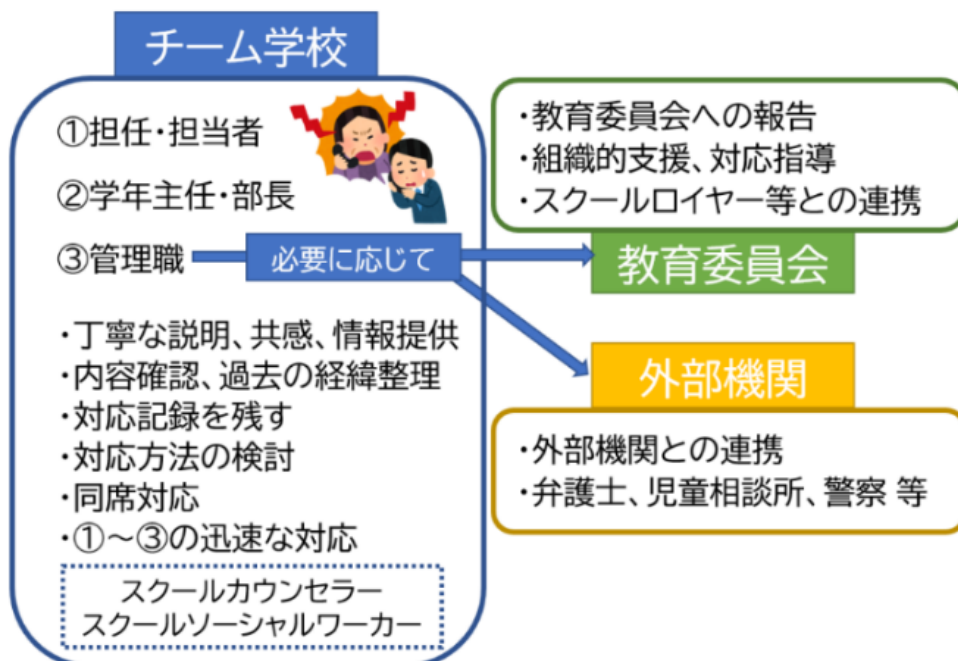 チーム学校
①担任・担当者
②学年主任・部長
③管理職
必要に応じて
・丁寧な説明、共感、情報提供
・内容確認、過去の経緯整理
・対応記録を残す
・対応方法の検討
・同席対応
・①～③の迅速な対応
スクールカウンセラー
スクールソーシャルワーカー
・教育委員会への報告
・組織的支援、対応指導
・スクールロイヤー等との連携
教育委員会
外部機関
・外部機関との連携
・弁護士、児童相談所、警察 等